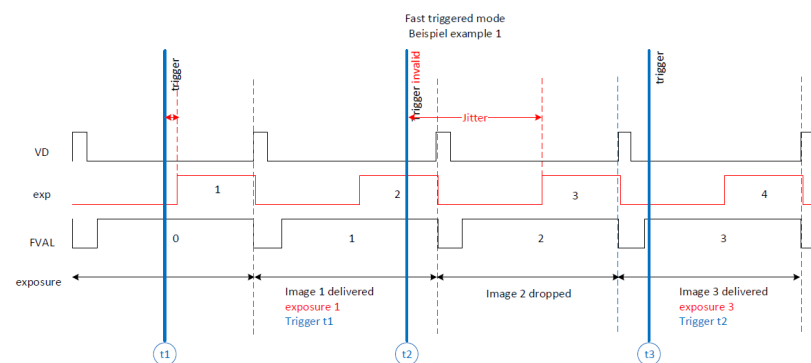 Fast triggered mode
Beispiel example 1
trigger
Trigger invalid
trigger
Jitter
VD
exp
1
2
3
4
FVAL
0
1
2
3
exposure
Image 1 delivered
exposure 1
Trigger t1
Image 2 dropped
Image 3 delivered
exposure 3
Trigger t2
t1
t2
t3